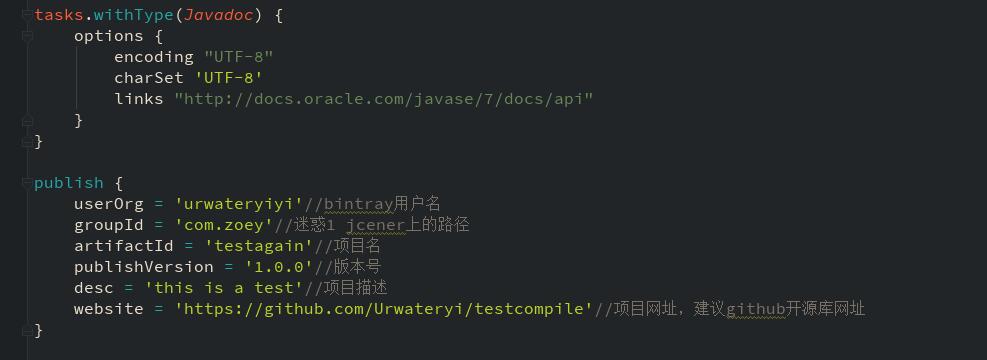 tasks.withType(Javadoc) {
    options {
        encoding "UTF-8"
        charSet 'UTF-8'
        links "http://docs.oracle.com/javase/7/docs/api"
    }
}
publish {
    userOrg = 'urwateryiyi'//bintray用户名
    groupId = 'com.zoey'//迷惑1 jcener上的路径
    artifactId = 'testagain'//项目名
    publishVersion = '1.0.0'//版本号
    desc = 'this is a test'//项目描述
    website = 'https://github.com/Urwateryi/testcompile'//项目网址，建议github开源库网址
}